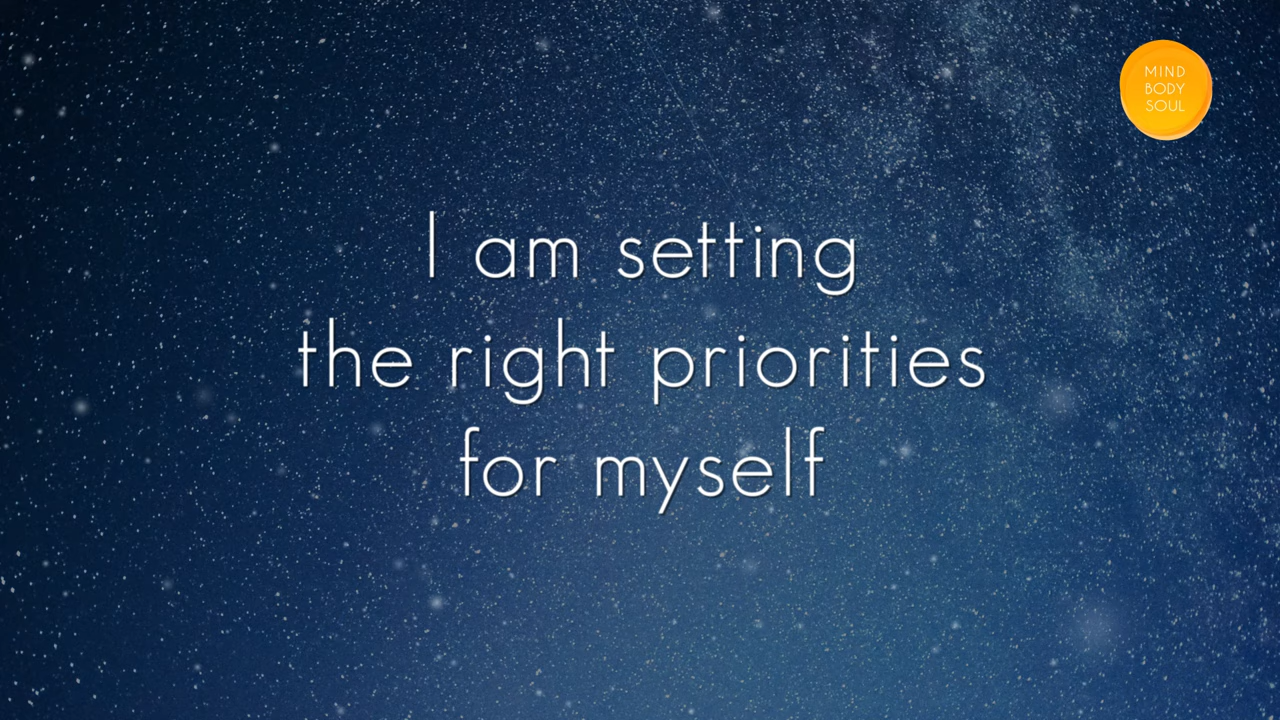 MIND
BODY
SOUL
I am setting
the right priorities
for myself